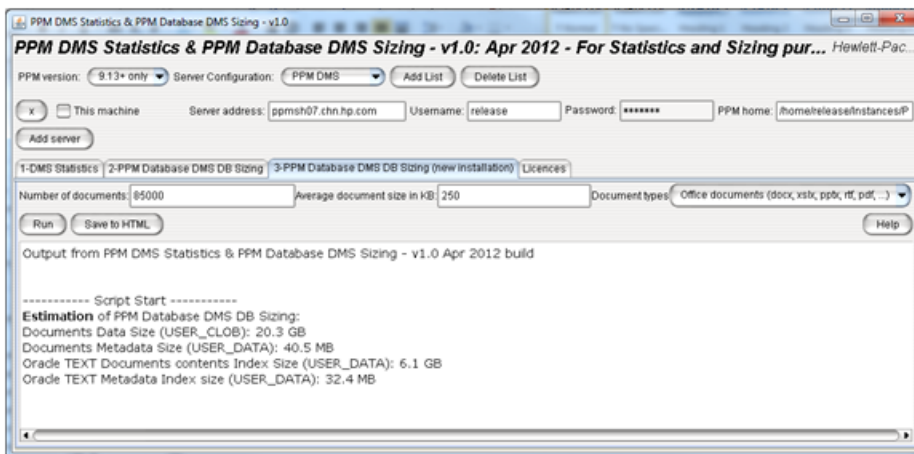 PPM DMS Statistics & PPM Database DMS Sizing - v1.0
PPM DMS Statistics & PPM Database DMS Sizing - v1.0: Apr 2012 - For Statistics and Sizing pur... Hewlett-Pac...
PPM version: 9.13+ only Server Configuration: PPM DMS Add List Delete List
x This machine Server address: ppmsh07.chn.hp.com Username: release Password: ******* PPM home: /home/release/Instances/P
Add server
1-DMS Statistics 2-PPM Database DMS DB Sizing 3-PPM Database DMS DB Sizing (new installation) Licences
Number of documents: 85000 Average document size in KB: 250 Document types Office documents (docx, xslx, pptx, rtf, pdf, ...)
Run Save to HTML Help
Output from PPM DMS Statistics & PPM Database DMS Sizing - v1.0 Apr 2012 build
----------- Script Start -----------
Estimation of PPM Database DMS DB Sizing:
Documents Data Size (USER_CLOB): 20.3 GB
Documents Metadata Size (USER_DATA): 40.5 MB
Oracle TEXT Documents contents Index Size (USER_DATA): 6.1 GB
Oracle TEXT Metadata Index size (USER_DATA): 32.4 MB